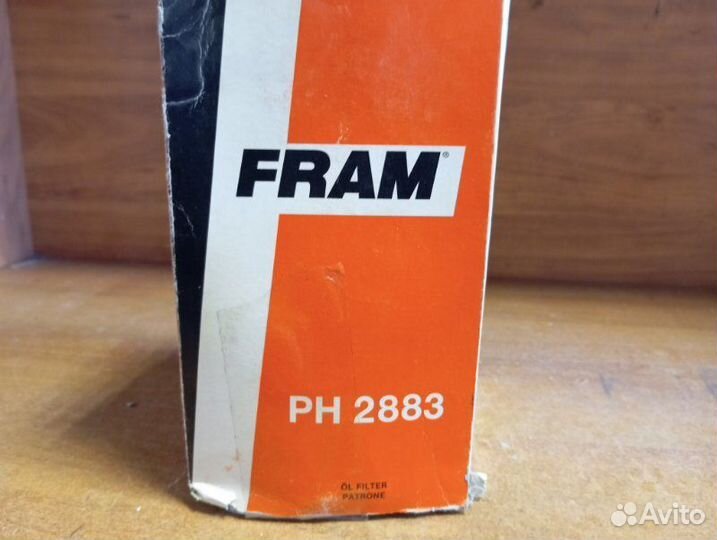 FRAM®
PH 2883
ÖL FILTER
PATRONE
Avito